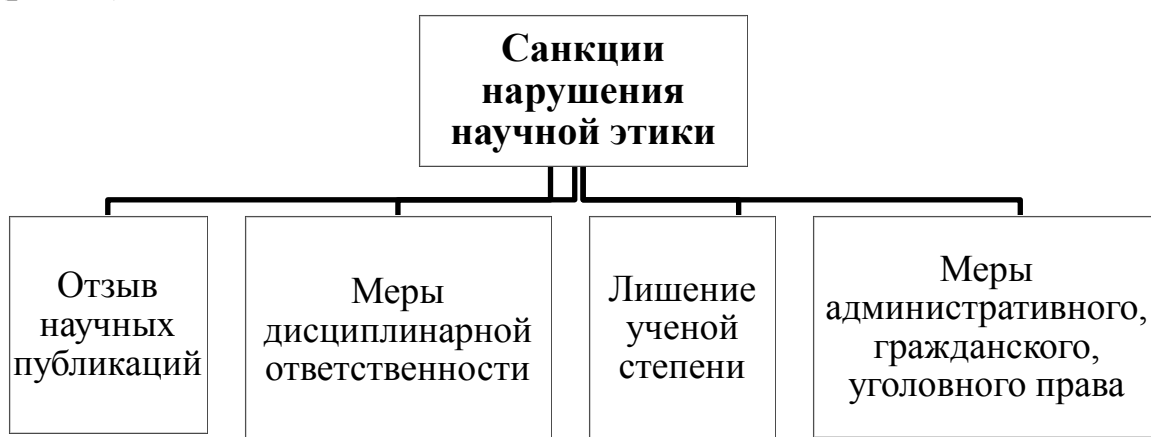 Санкции
нарушения
научной этики
Отзыв
научных
публикаций
Меры
дисциплинарной
ответственности
Лишение
ученой
степени
Меры
административного,
гражданского,
уголовного права